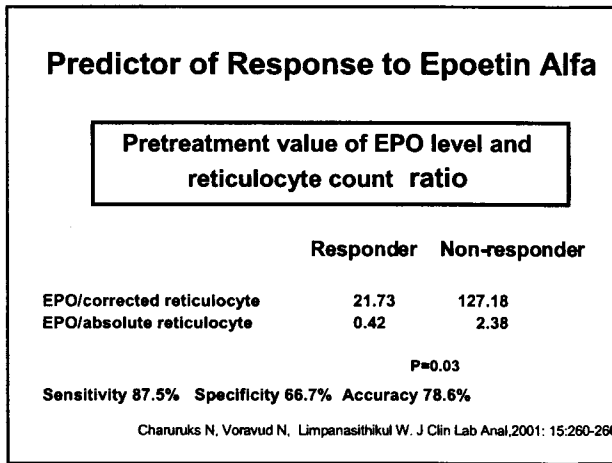 Predictor of Response to Epoetin Alfa
Pretreatment value of EPO level and
reticulocyte count ratio
Responder Non-responder
EPO/corrected reticulocyte 21.73 127.18
EPO/absolute reticulocyte 0.42 2.38
P=0.03
Sensitivity 87.5% Specificity 66.7% Accuracy 78.6%
Charuruks N, Voravud N, Limpanasithikul W. J Clin Lab Anal,2001: 15:260-266